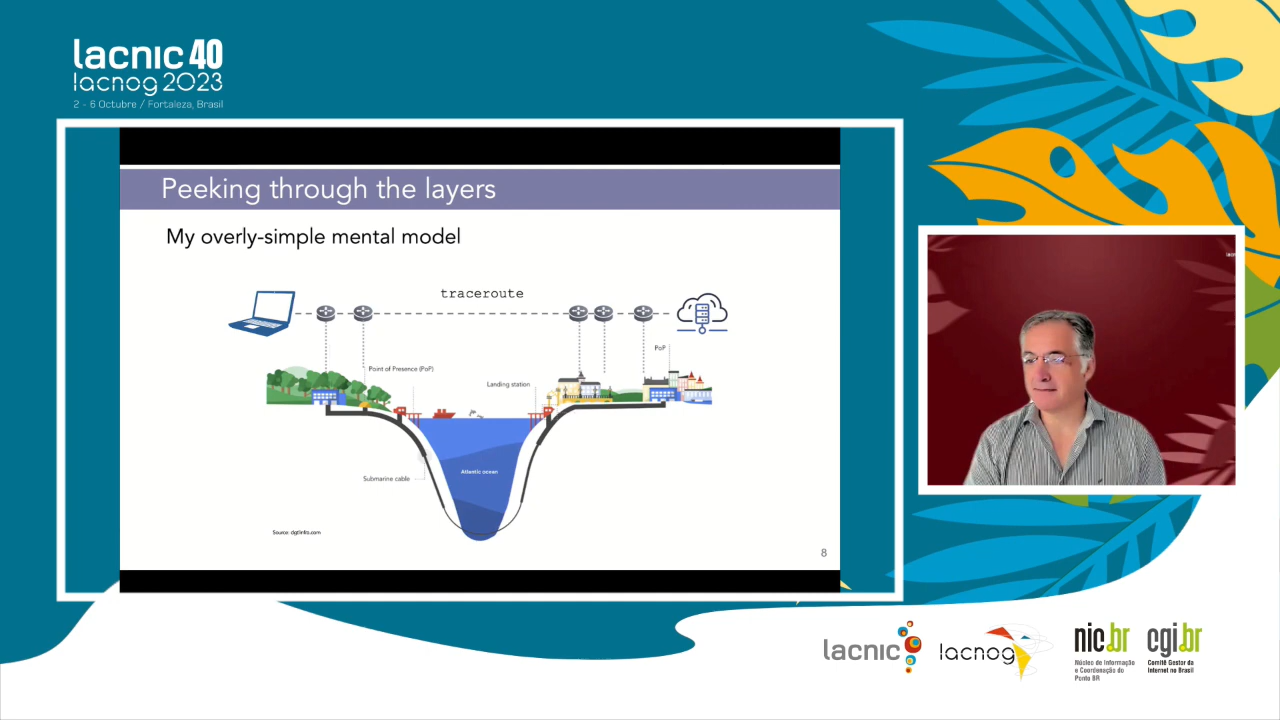 lacnic 40
lacnog 2023
2 - 6 Octubre / Fortaleza, Brasil
Peeking through the layers
My overly-simple mental model
traceroute
PoP
Point of Presence (PoP)
Landing station
Atlantic ocean
Submarine cable
Source: dgtlinfra.com
8
lacnic
lacnog
nic.br
Núcleo de Informação
e Coordenação do
Ponto BR
cgi.br
Comitê Gestor da
Internet no Brasil